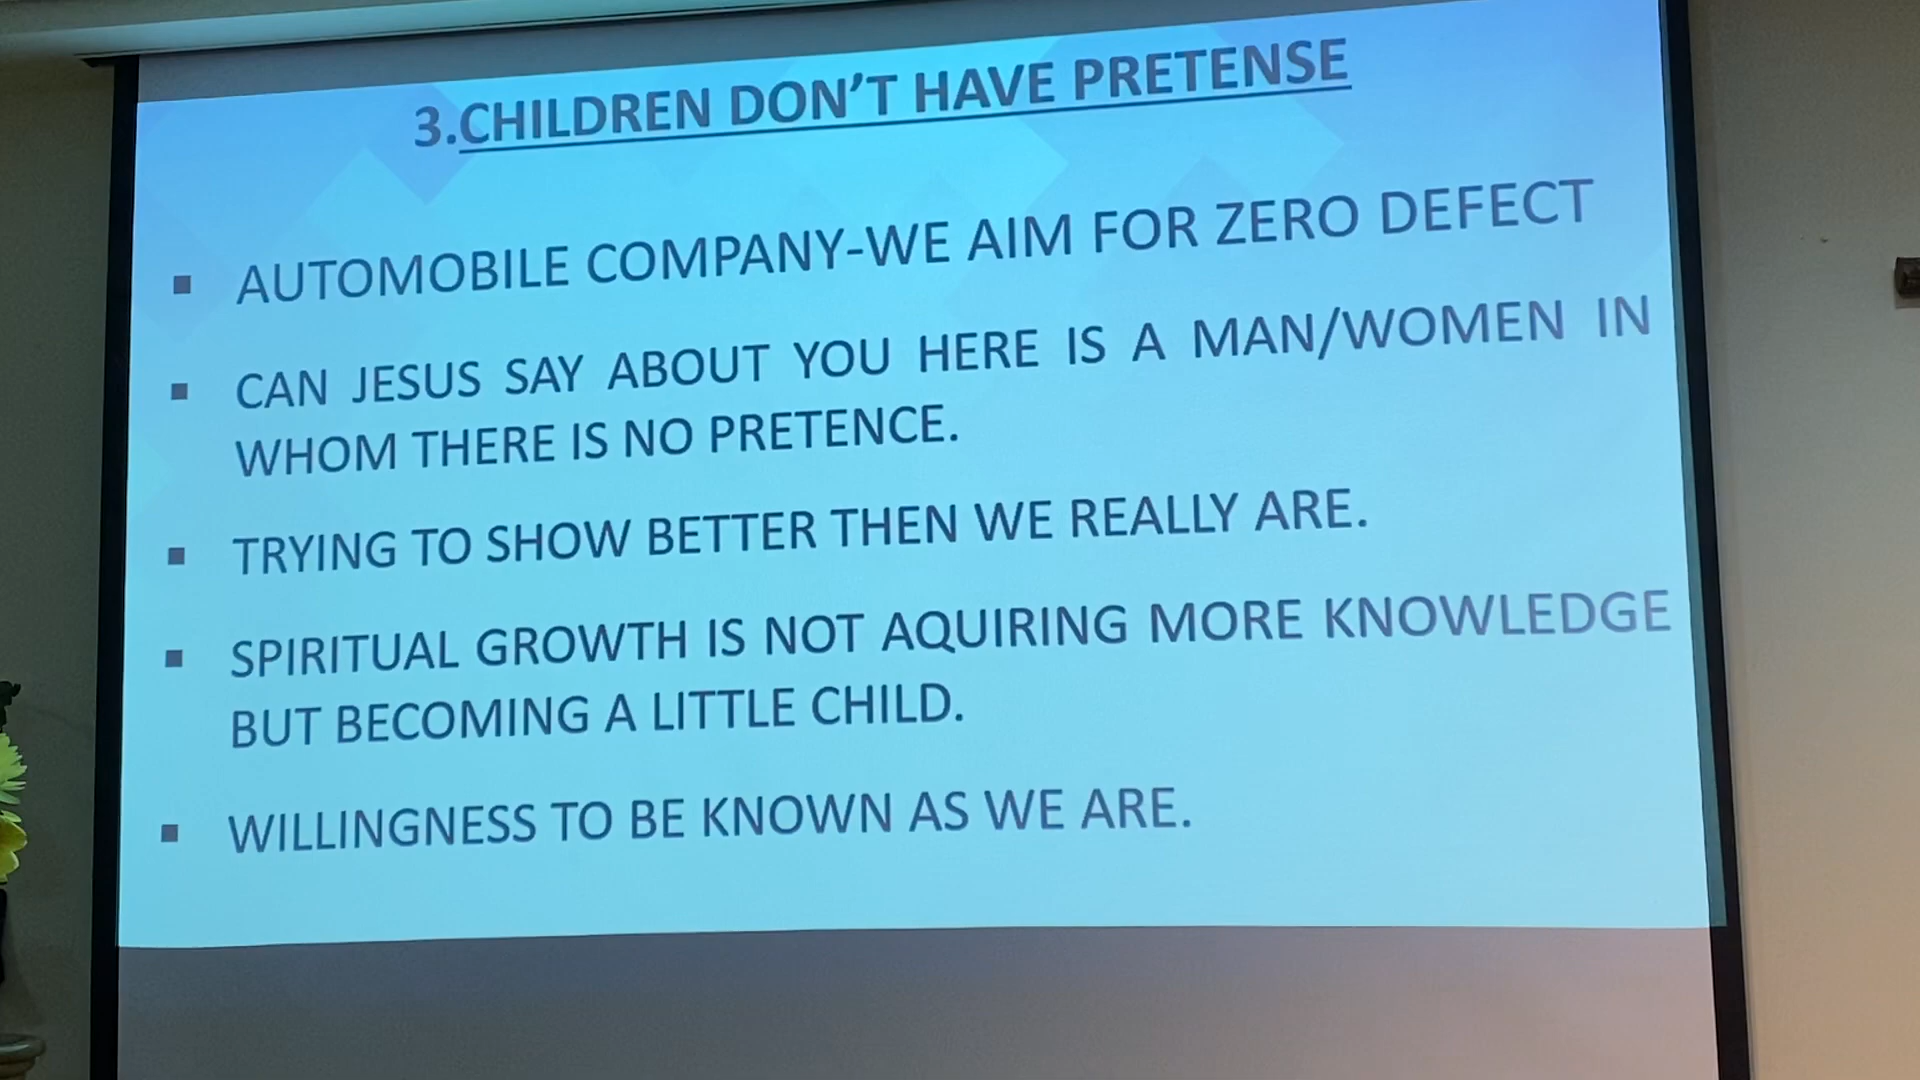 3.CHILDREN DON'T HAVE PRETENSE
▪ AUTOMOBILE COMPANY-WE AIM FOR ZERO DEFECT
▪ CAN JESUS SAY ABOUT YOU HERE IS A MAN/WOMEN IN
WHOM THERE IS NO PRETENCE.
▪ TRYING TO SHOW BETTER THEN WE REALLY ARE.
▪ SPIRITUAL GROWTH IS NOT AQUIRING MORE KNOWLEDGE
BUT BECOMING A LITTLE CHILD.
▪ WILLINGNESS TO BE KNOWN AS WE ARE.